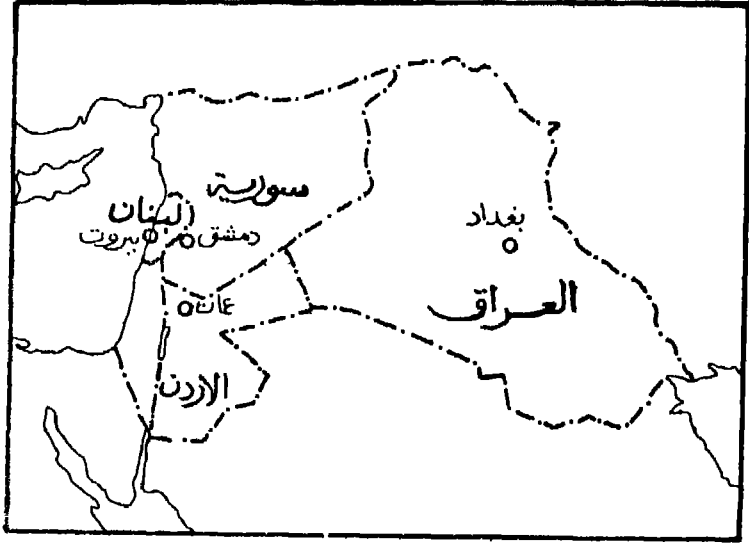 سورية
لبنان
بيروت
دمشق
بغداد
عمان
العراق
الاردن